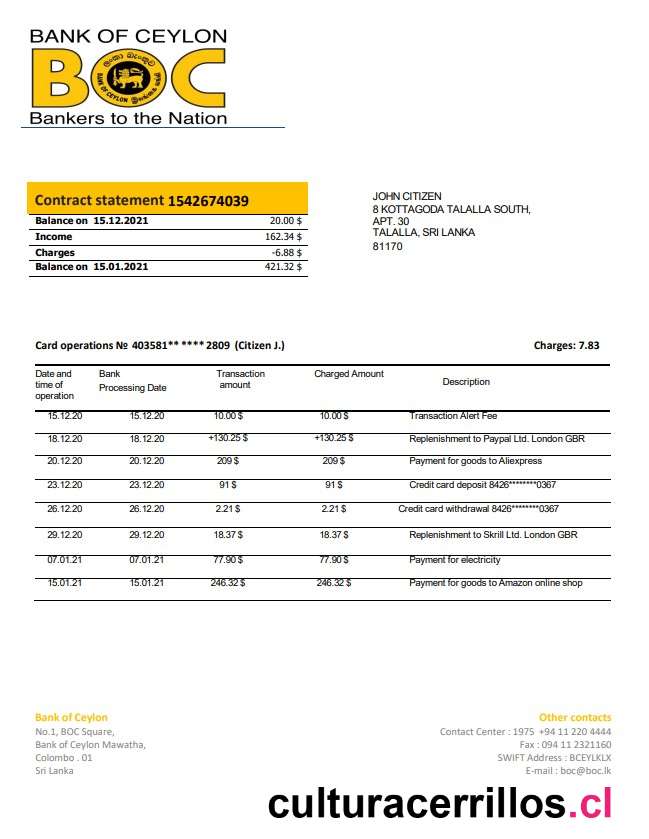 BANK OF CEYLON
BOC
Bankers to the Nation
Contract statement 1542674039
Balance on 15.12.2021 20.00 $
Income 162.34 $
Charges -6.88 $
Balance on 15.01.2021 421.32 $
JOHN CITIZEN
8 KOTTAGODA TALALLA SOUTH,
APT. 30
TALALLA, SRI LANKA
81170
Card operations № 403581** **** 2809 (Citizen J.) Charges: 7.83
Date and time of operation Bank Processing Date Transaction amount Charged Amount Description
15.12.20 15.12.20 10.00 $ 10.00 $ Transaction Alert Fee
18.12.20 18.12.20 +130.25 $ +130.25 $ Replenishment to Paypal Ltd. London GBR
20.12.20 20.12.20 209 $ 209 $ Payment for goods to Aliexpress
23.12.20 23.12.20 91 $ 91 $ Credit card deposit 8426********0367
26.12.20 26.12.20 2.21 $ 2.21 $ Credit card withdrawal 8426********0367
29.12.20 29.12.20 18.37 $ 18.37 $ Replenishment to Skrill Ltd. London GBR
07.01.21 07.01.21 77.90 $ 77.90 $ Payment for electricity
15.01.21 15.01.21 246.32 $ 246.32 $ Payment for goods to Amazon online shop
Bank of Ceylon
No.1, BOC Square,
Bank of Ceylon Mawatha,
Colombo . 01
Sri Lanka
Other contacts
Contact Center : 1975 +94 11 220 4444
Fax : 094 11 2321160
SWIFT Address : BCEYLKLX
E-mail : boc@boc.lk
culturacerrillos.cl